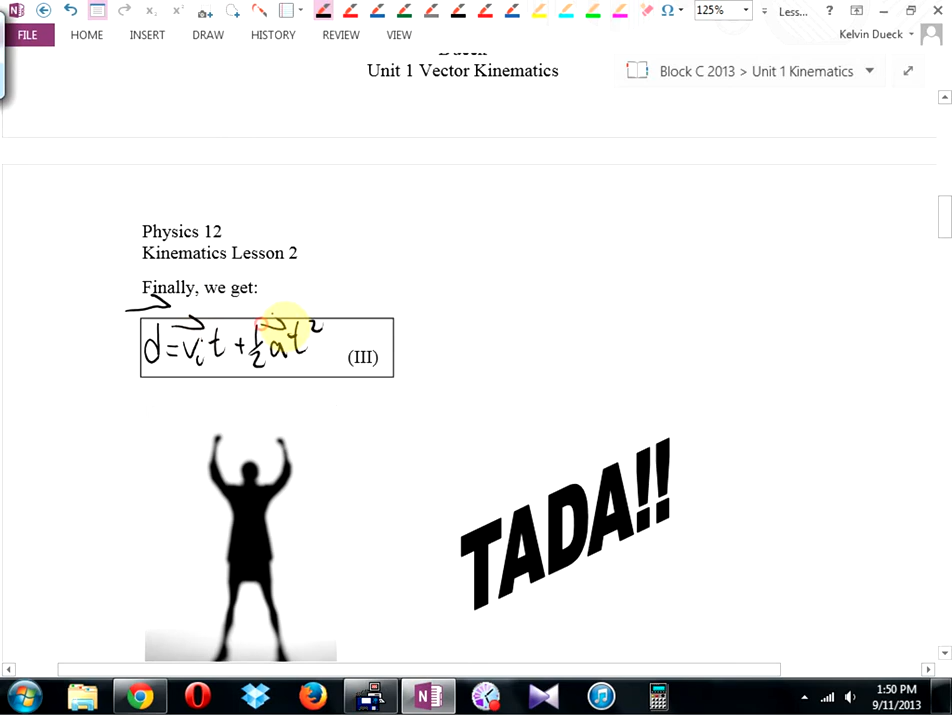 125%
Less...
?
FILE
HOME
INSERT
DRAW
HISTORY
REVIEW
VIEW
Kelvin Dueck
Dueck
Unit 1 Vector Kinematics
Block C 2013 > Unit 1 Kinematics
Physics 12
Kinematics Lesson 2
Finally, we get:
d = vᵢt + ½at² (III)
TADA!!
1:50 PM
9/11/2013